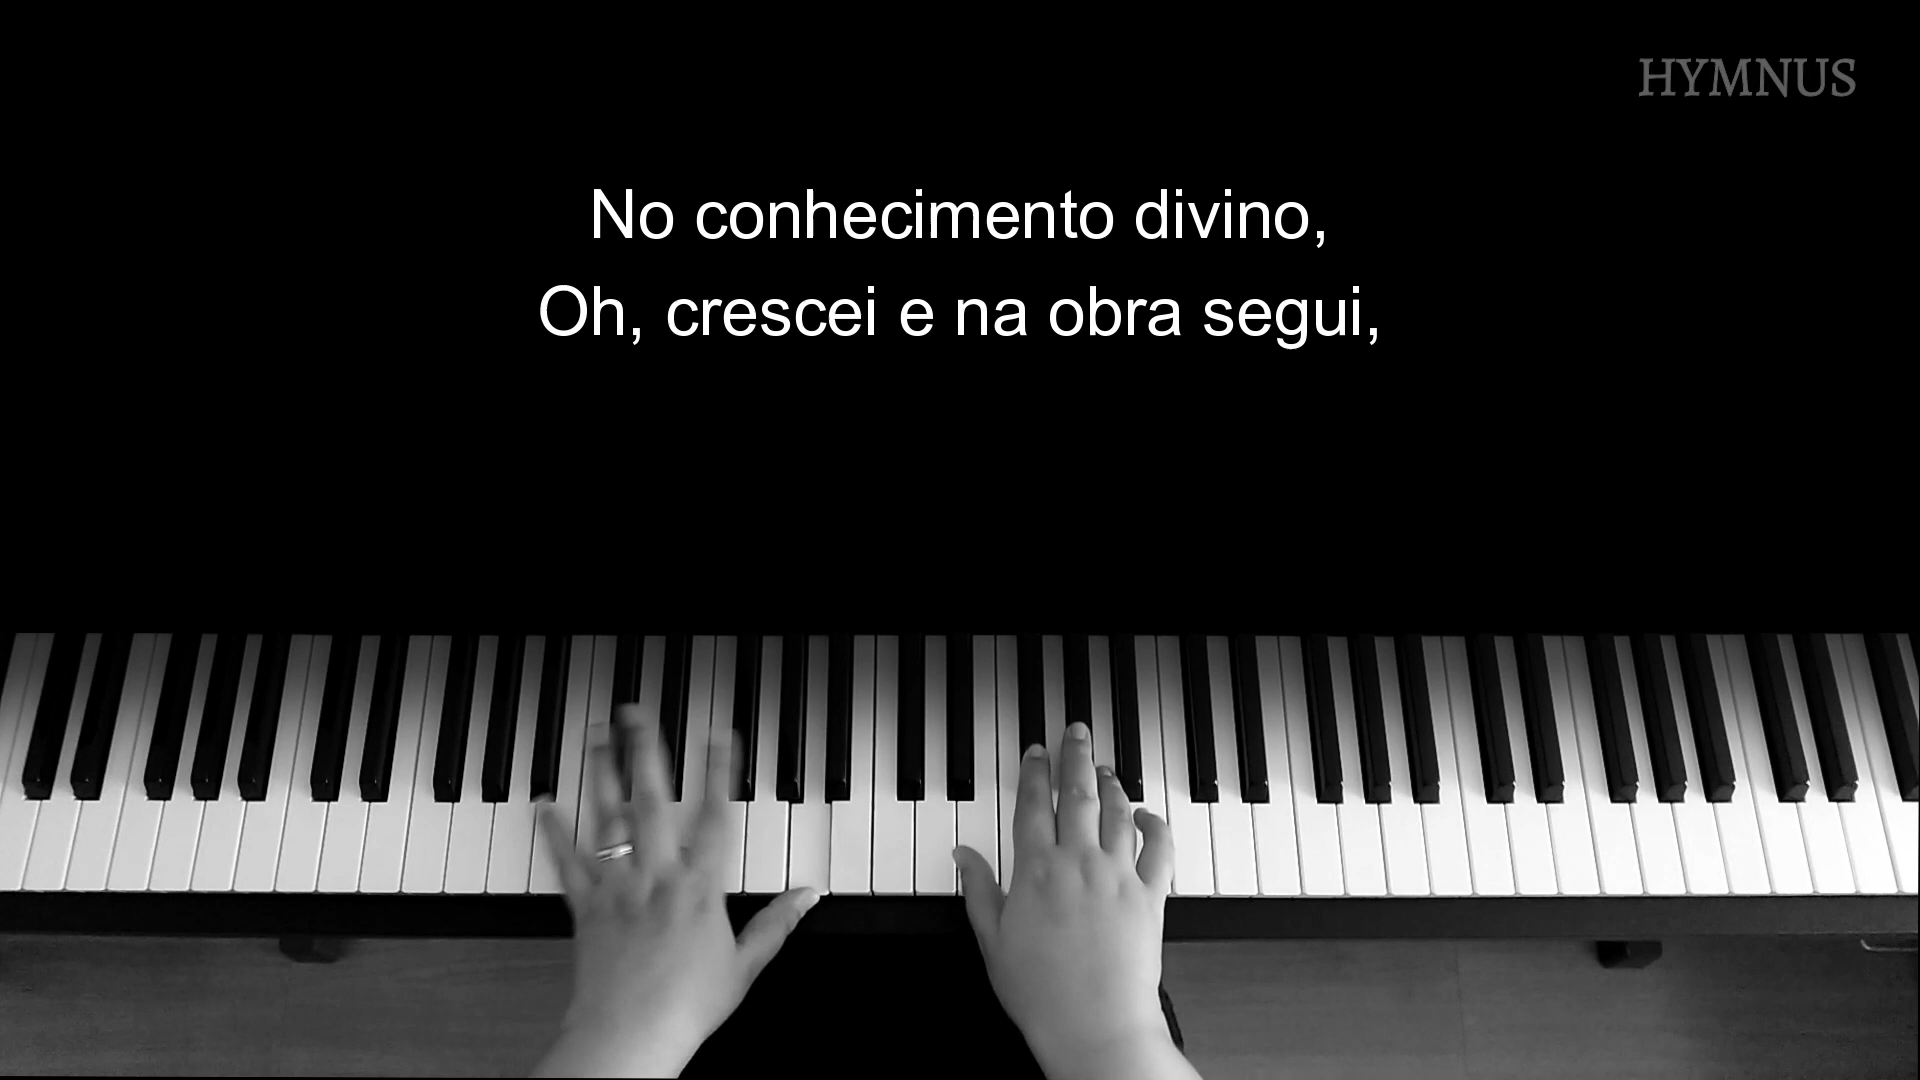 HYMNUS
No conhecimento divino,
Oh, crescei e na obra segui,